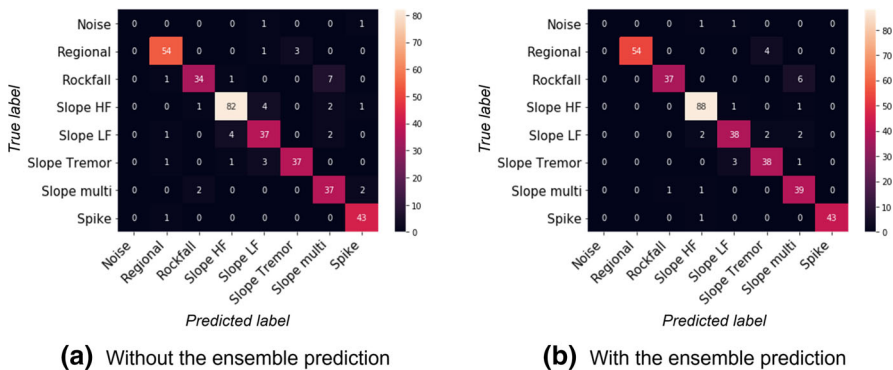 Noise 0 0 0 0 1 0 0 1
Regional 0 54 0 0 1 3 0 0
Rockfall 0 1 34 1 0 0 7 0
Slope HF 0 0 1 82 4 0 2 1
Slope LF 0 1 0 4 37 0 2 0
Slope Tremor 0 1 0 1 3 37 0 0
Slope multi 0 0 2 0 0 0 37 2
Spike 0 1 0 0 0 0 0 43
True label
Noise Regional Rockfall Slope HF Slope LF Slope Tremor Slope multi Spike
Predicted label
80
70
60
50
40
30
20
10
0
(a) Without the ensemble prediction
Noise 0 0 0 1 1 0 0 0
Regional 0 54 0 0 0 4 0 0
Rockfall 0 0 37 0 0 0 6 0
Slope HF 0 0 0 88 1 0 1 0
Slope LF 0 0 0 2 38 2 2 0
Slope Tremor 0 0 0 0 3 38 1 0
Slope multi 0 0 1 1 0 0 39 0
Spike 0 0 0 1 0 0 0 43
True label
Noise Regional Rockfall Slope HF Slope LF Slope Tremor Slope multi Spike
Predicted label
80
70
60
50
40
30
20
10
0
(b) With the ensemble prediction